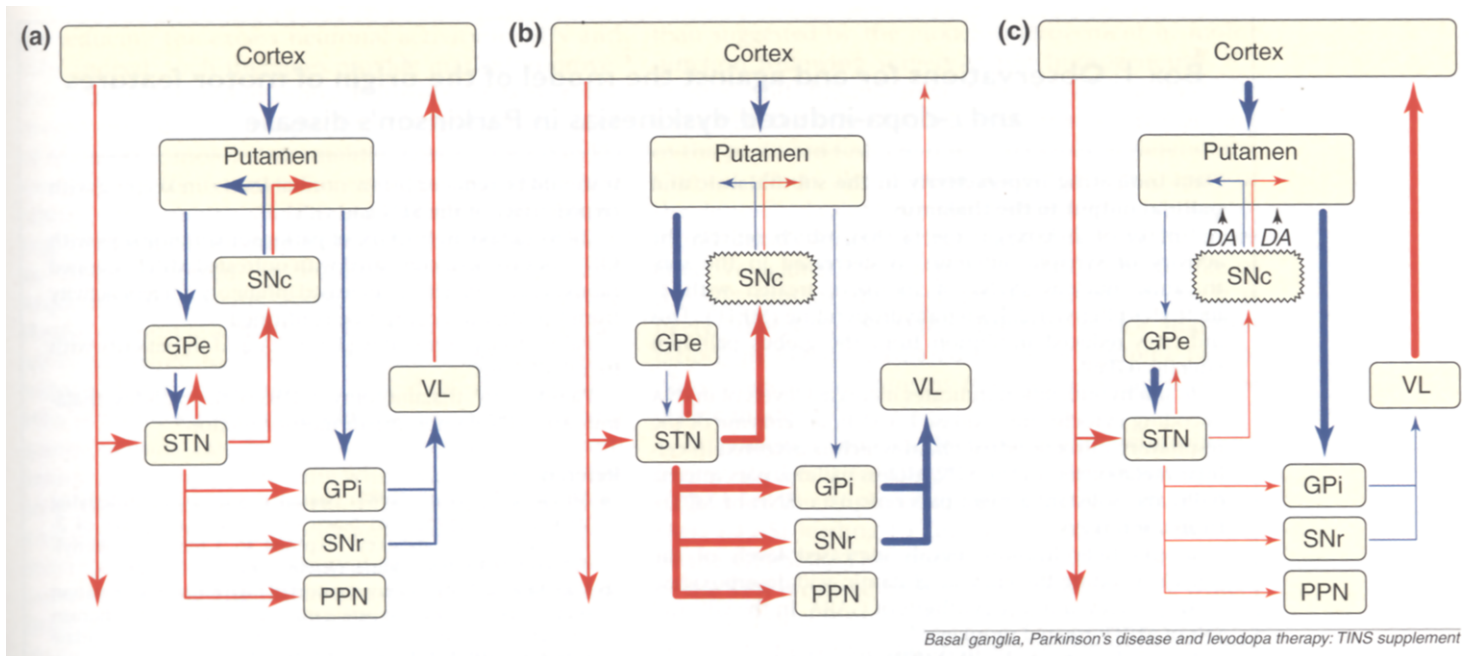 (a)
Cortex
Putamen
SNc
GPe
VL
STN
GPi
SNr
PPN
(b)
Cortex
Putamen
SNc
GPe
VL
STN
GPi
SNr
PPN
(c)
Cortex
Putamen
DA DA
SNc
GPe
VL
STN
GPi
SNr
PPN
Basal ganglia, Parkinson's disease and levodopa therapy: TINS supplement